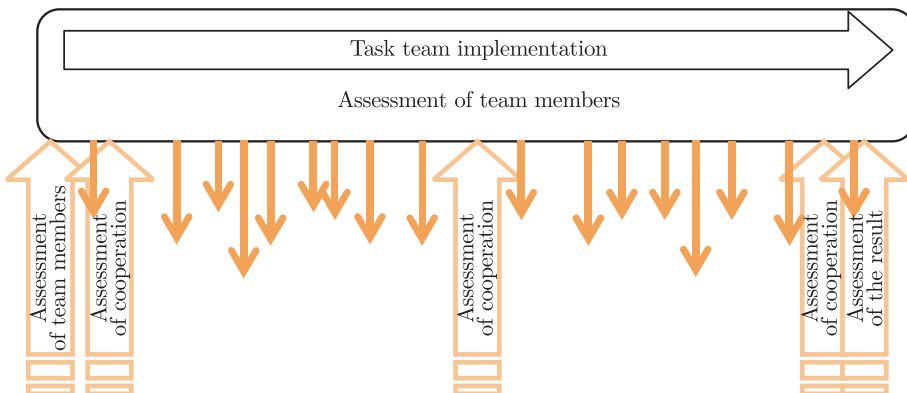 Task team implementation
Assessment of team members
Assessment
of team members
Assessment
of cooperation
Assessment
of cooperation
Assessment
of cooperation
Assessment
of the result